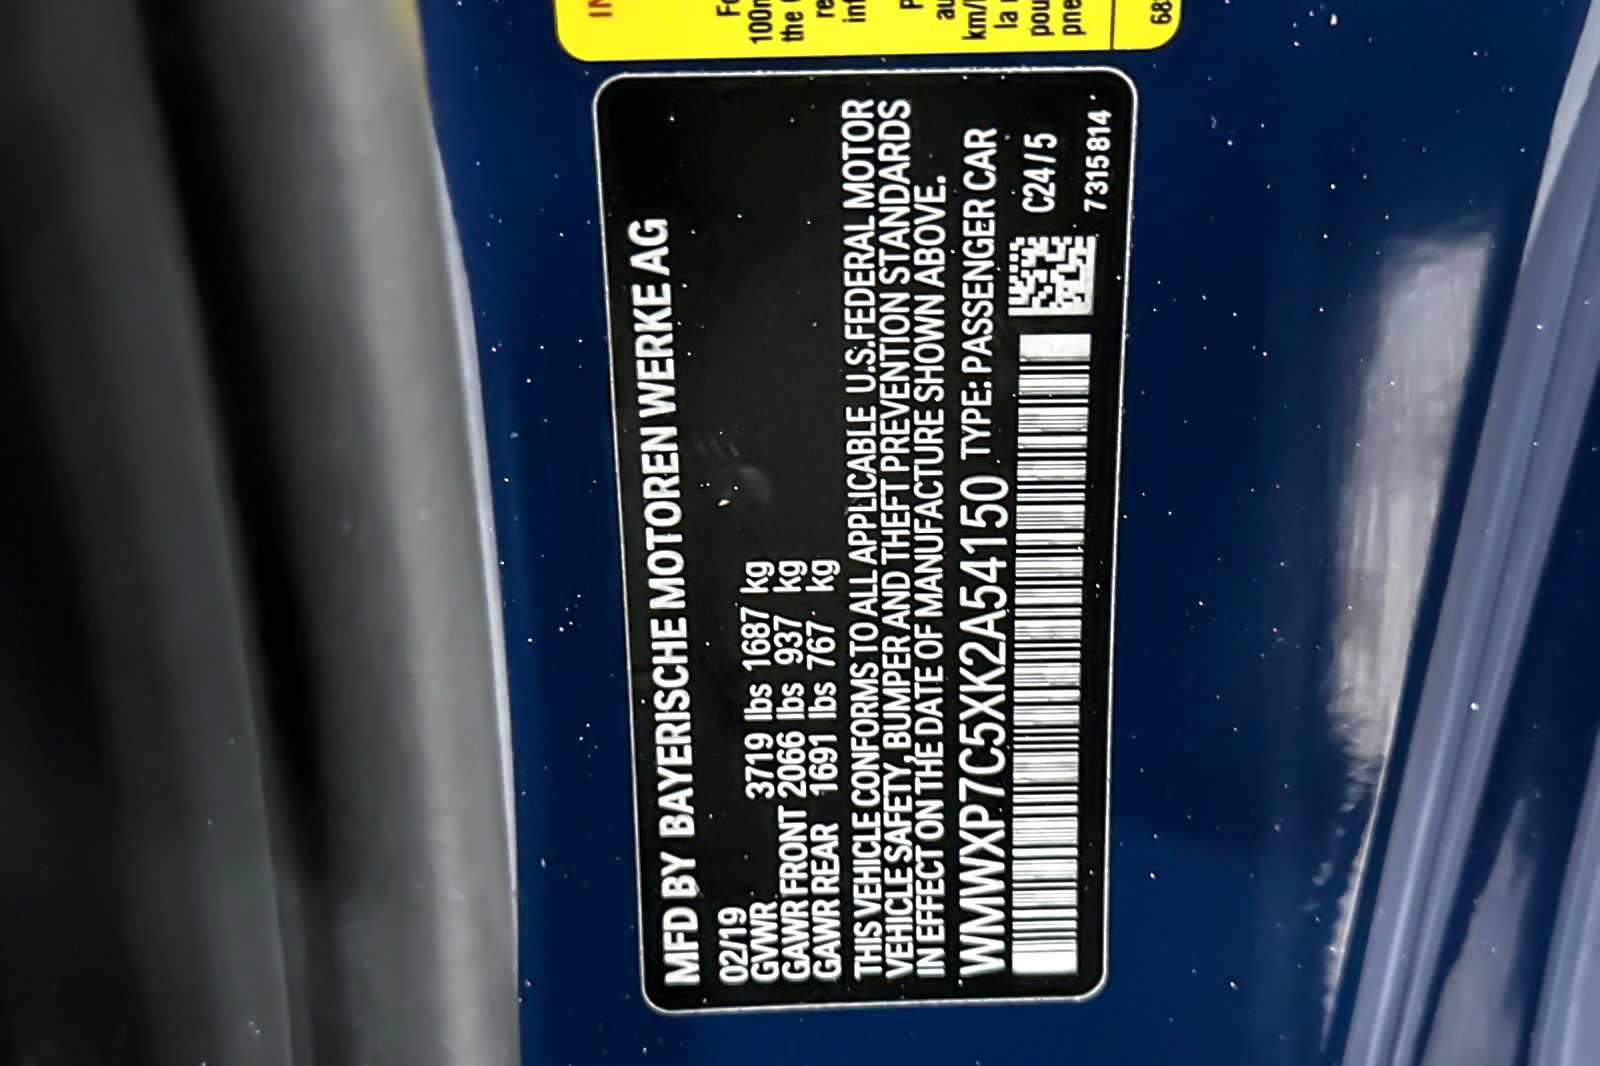 MFD BY BAYERISCHE MOTOREN WERKE AG
02/19
GVWR 3719 lbs 1687 kg
GAWR FRONT 2066 lbs 937 kg
GAWR REAR 1691 lbs 767 kg
THIS VEHICLE CONFORMS TO ALL APPLICABLE U.S.FEDERAL MOTOR
VEHICLE SAFETY, BUMPER AND THEFT PREVENTION STANDARDS
IN EFFECT ON THE DATE OF MANUFACTURE SHOWN ABOVE.
WMWXP7C5XK2A54150 TYPE: PASSENGER CAR
C24/5
7315814